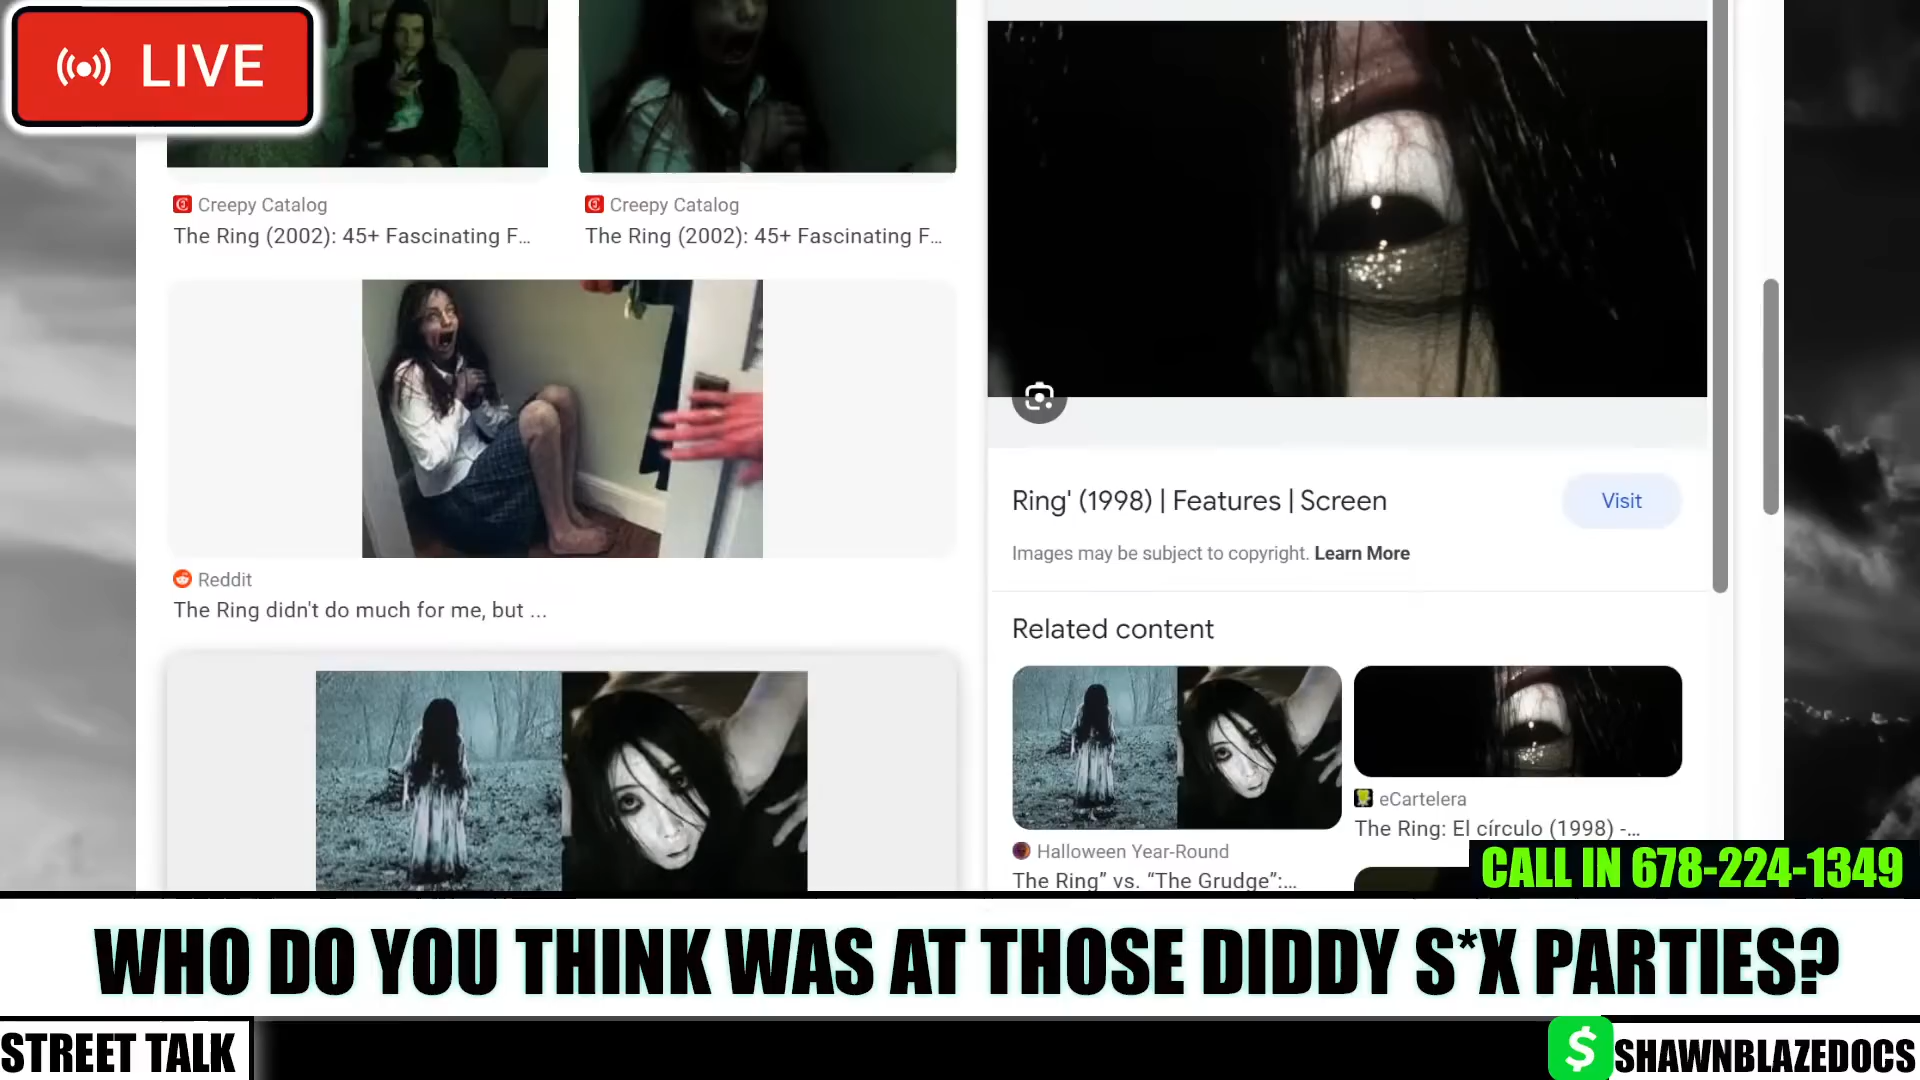 LIVE
Creepy Catalog
The Ring (2002): 45+ Fascinating F...
Creepy Catalog
The Ring (2002): 45+ Fascinating F...
Reddit
The Ring didn't do much for me, but ...
Ring' (1998) | Features | Screen
Visit
Images may be subject to copyright. Learn More
Related content
Halloween Year-Round
The Ring” vs. “The Grudge”:...
eCartelera
The Ring: El círculo (1998) -...
CALL IN 678-224-1349
WHO DO YOU THINK WAS AT THOSE DIDDY S*X PARTIES?
STREET TALK
$ SHAWNBLAZEDOCS